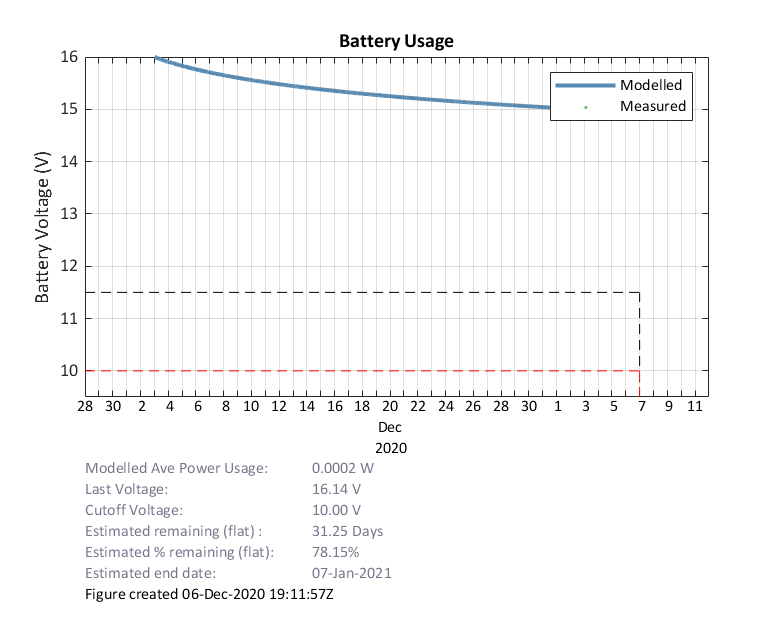 Battery Usage
16
15
14
13
12
11
10
Battery Voltage (V)
Modelled
Measured
28 30 2 4 6 8 10 12 14 16 18 20 22 24 26 28 30 1 3 5 7 9 11
Dec
2020
Modelled Ave Power Usage: 0.0002 W
Last Voltage: 16.14 V
Cutoff Voltage: 10.00 V
Estimated remaining (flat) : 31.25 Days
Estimated % remaining (flat): 78.15%
Estimated end date: 07-Jan-2021
Figure created 06-Dec-2020 19:11:57Z